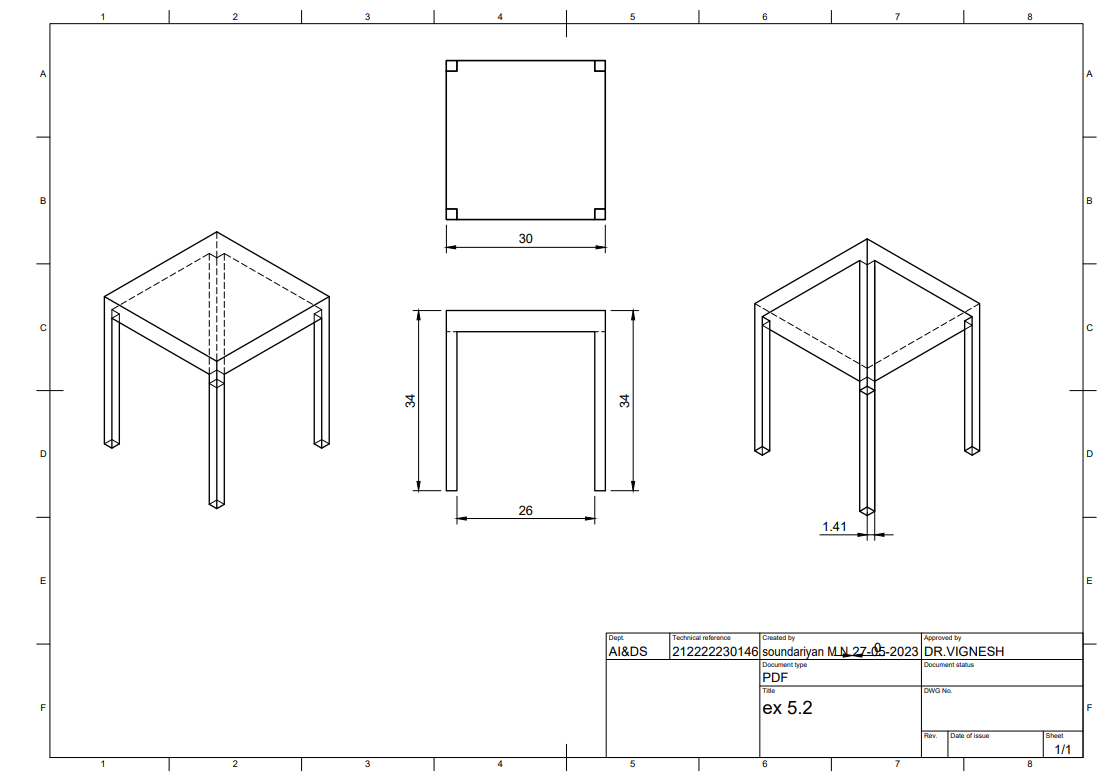 1 2 3 4 5 6 7 8
A A
B B
30
C C
34 34
D D
26
1.41
E E
Dept. Technical reference Created by Approved by
AI&DS 212222230146 soundariyan M.N 27-05-2023 DR.VIGNESH
0
Document type Document status
PDF
Title DWG No.
ex 5.2
F F
Rev. Date of issue Sheet
1/1
1 2 3 4 5 6 7 8